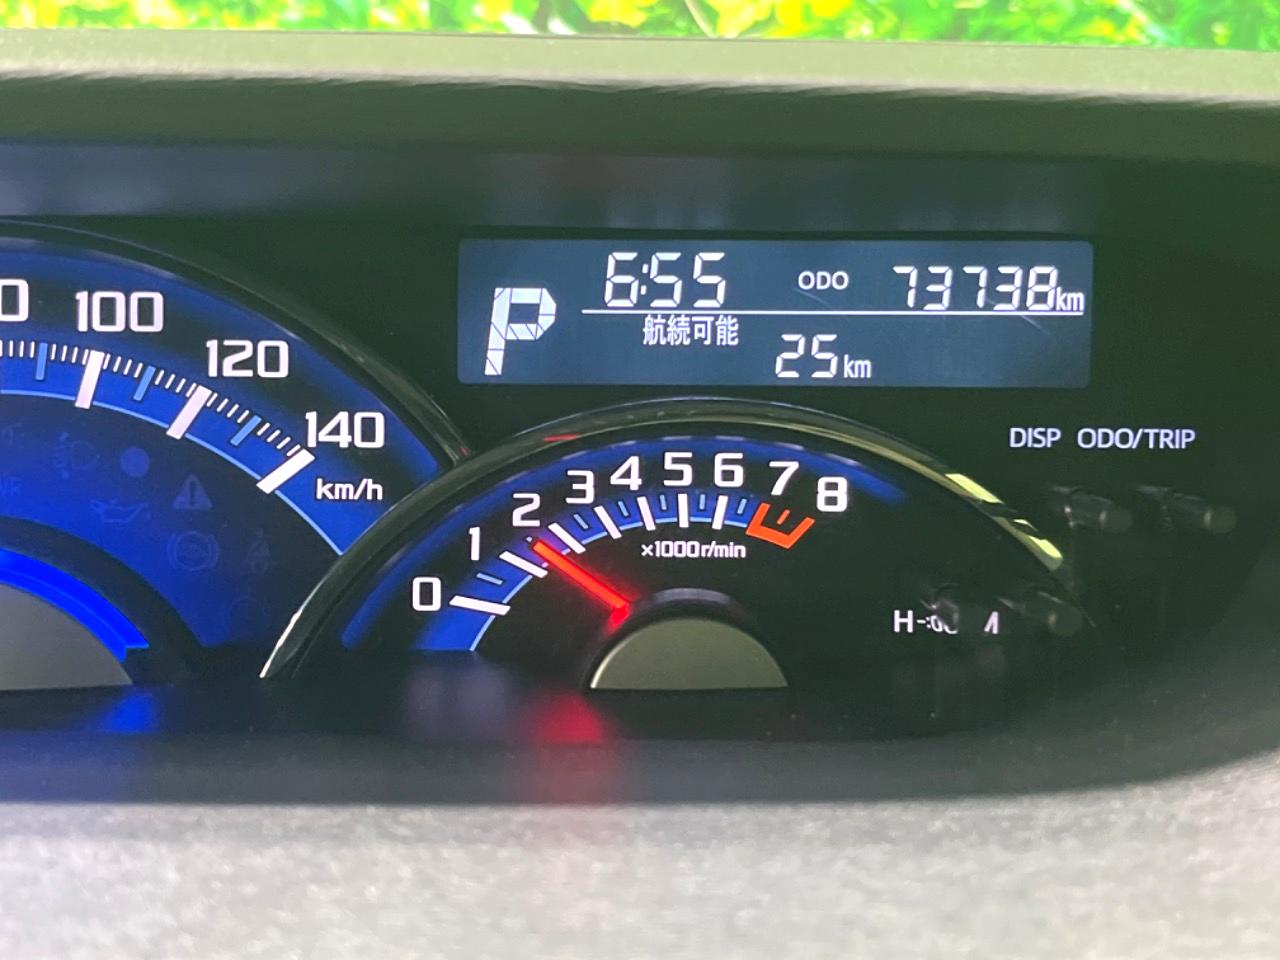 6:55 ODO 73738km
P
航続可能
25km
100
120
140
km/h
DISP ODO/TRIP
0 1 2 3 4 5 6 7 8
×1000r/min
H